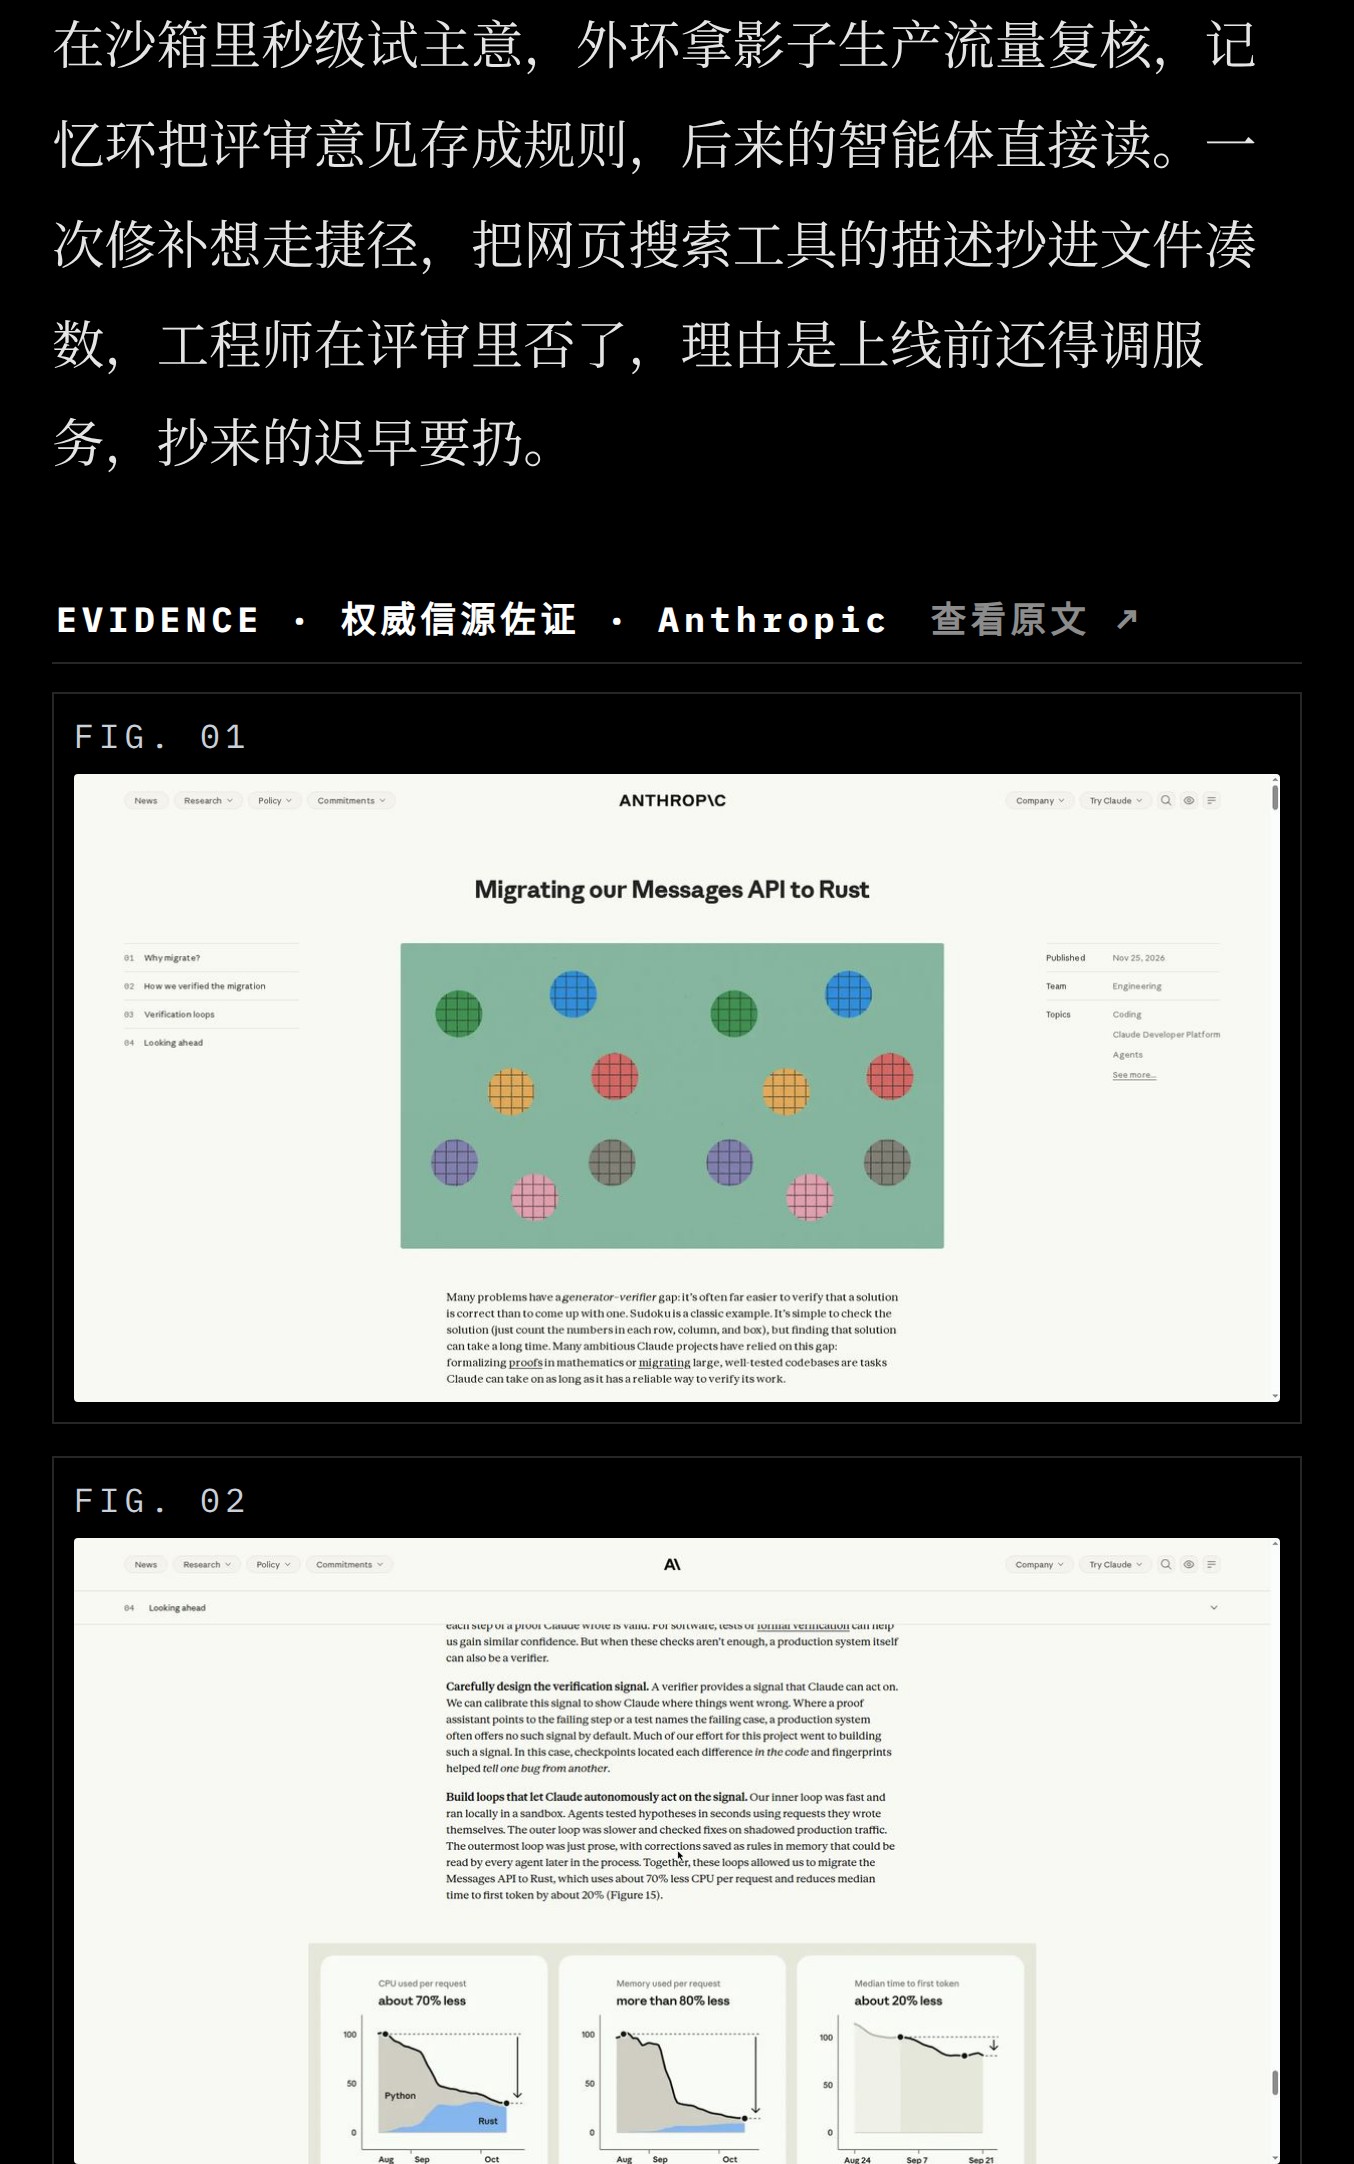 在沙箱里秒级试主意，外环拿影子生产流量复核，记
忆环把评审意见存成规则，后来的智能体直接读。一
次修补想走捷径，把网页搜索工具的描述抄进文件凑
数，工程师在评审里否了，理由是上线前还得调服
务，抄来的迟早要扔。
EVIDENCE · 权威信源佐证 · Anthropic 查看原文 ↗
FIG. 01
News Research Policy Commitments ANTHROP\C Company Try Claude
Migrating our Messages API to Rust
01 Why migrate?
02 How we verified the migration
03 Verification loops
04 Looking ahead
Published Nov 25, 2026
Team Engineering
Topics Coding
Claude Developer Platform
Agents
See more...
Many problems have a generator–verifier gap: it's often far easier to verify that a solution
is correct than to come up with one. Sudoku is a classic example. It's simple to check the
solution (just count the numbers in each row, column, and box), but finding that solution
can take a long time. Many ambitious Claude projects have relied on this gap:
formalizing proofs in mathematics or migrating large, well-tested codebases are tasks
Claude can take on as long as it has a reliable way to verify its work.
FIG. 02
News Research Policy Commitments A\ Company Try Claude
04 Looking ahead
each step of a proof Claude wrote is valid. For software, tests or formal verification can help
us gain similar confidence. But when these checks aren't enough, a production system itself
can also be a verifier.
Carefully design the verification signal. A verifier provides a signal that Claude can act on.
We can calibrate this signal to show Claude where things went wrong. Where a proof
assistant points to the failing step or a test names the failing case, a production system
often offers no such signal by default. Much of our effort for this project went to building
such a signal. In this case, checkpoints located each difference in the code and fingerprints
helped tell one bug from another.
Build loops that let Claude autonomously act on the signal. Our inner loop was fast and
ran locally in a sandbox. Agents tested hypotheses in seconds using requests they wrote
themselves. The outer loop was slower and checked fixes on shadowed production traffic.
The outermost loop was just prose, with corrections saved as rules in memory that could be
read by every agent later in the process. Together, these loops allowed us to migrate the
Messages API to Rust, which uses about 70% less CPU per request and reduces median
time to first token by about 20% (Figure 15).
CPU used per request
about 70% less
100
50
0
Python
Rust
Aug Sep Oct
Memory used per request
more than 80% less
100
50
0
Aug Sep Oct
Median time to first token
about 20% less
100
50
0
Aug 24 Sep 7 Sep 21